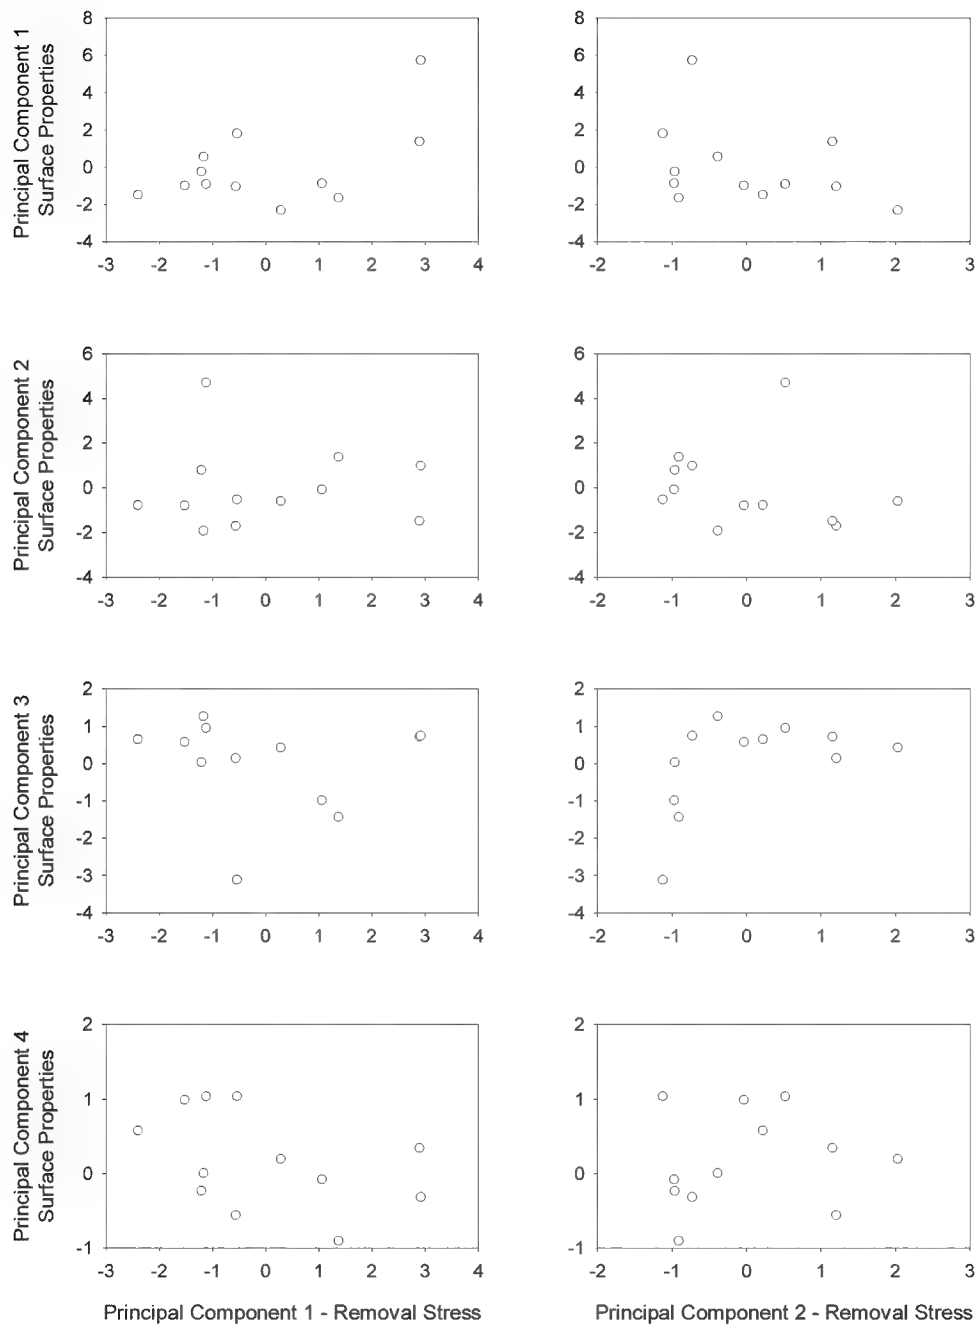 Principal Component 1
Surface Properties
8
6
4
2
0
-2
-4
-3 -2 -1 0 1 2 3 4
8
6
4
2
0
-2
-4
-2 -1 0 1 2 3
Principal Component 2
Surface Properties
6
4
2
0
-2
-4
-3 -2 -1 0 1 2 3 4
6
4
2
0
-2
-4
-2 -1 0 1 2 3
Principal Component 3
Surface Properties
2
1
0
-1
-2
-3
-4
-3 -2 -1 0 1 2 3 4
2
1
0
-1
-2
-3
-4
-2 -1 0 1 2 3
Principal Component 4
Surface Properties
2
1
0
-1
-3 -2 -1 0 1 2 3 4
2
1
0
-1
-2 -1 0 1 2 3
Principal Component 1 - Removal Stress
Principal Component 2 - Removal Stress